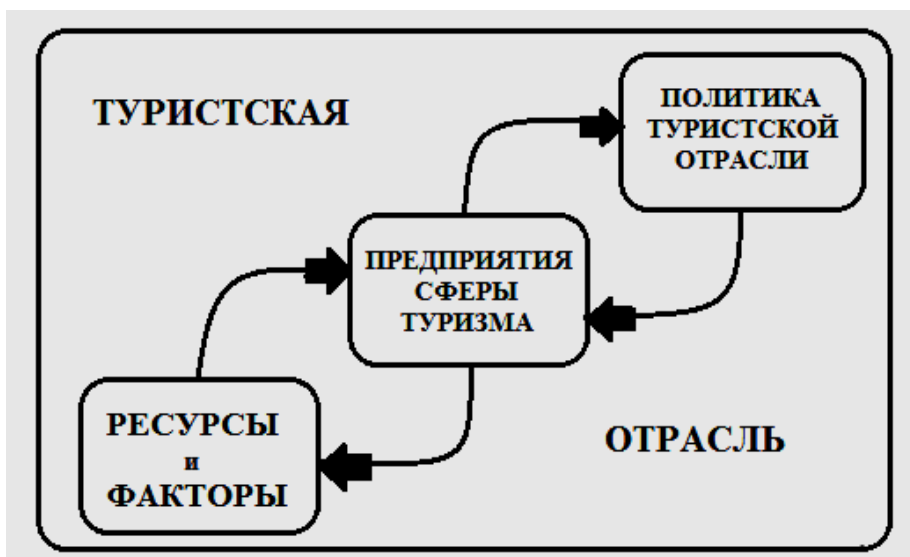 ТУРИСТСКАЯ
ПОЛИТИКА
ТУРИСТСКОЙ
ОТРАСЛИ
ПРЕДПРИЯТИЯ
СФЕРЫ
ТУРИЗМА
РЕСУРСЫ
и
ФАКТОРЫ
ОТРАСЛЬ